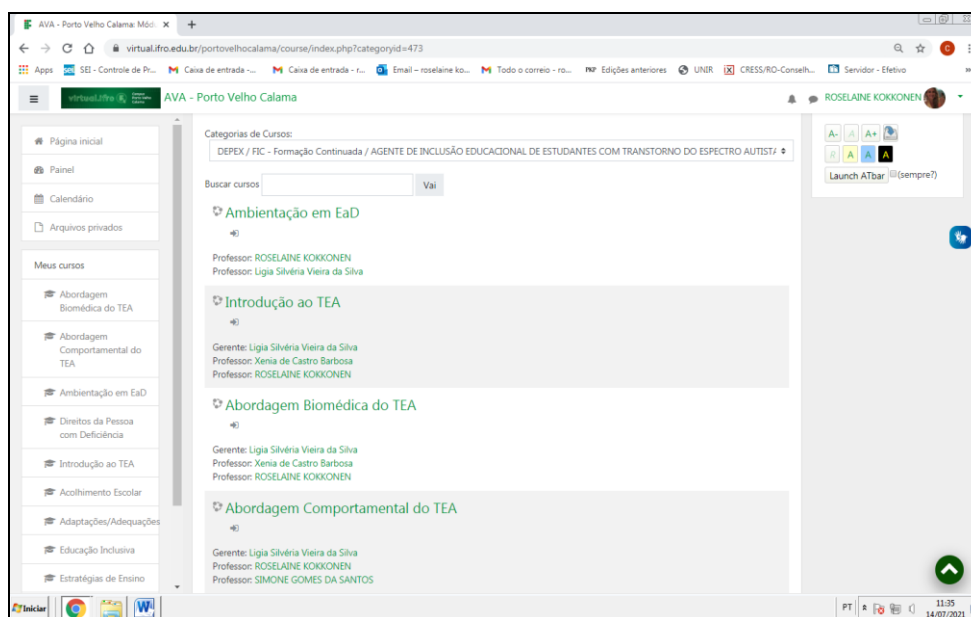 AVA - Porto Velho Calama: Mód
virtual.ifro.edu.br/portovelhocalama/course/index.php?categoryid=473
Apps SEI - Controle de Pr... Caixa de entrada -... Caixa de entrada - r... Email – roselaine ko... Todo o correio - ro... Edições anteriores UNIR CRESS/RO-Conselh... Servidor - Efetivo
virtual.ifro AVA - Porto Velho Calama ROSELAINE KOKKONEN
Página inicial
Painel
Calendário
Arquivos privados
Meus cursos
Abordagem
Biomédica do TEA
Abordagem
Comportamental do
TEA
Ambientação em EaD
Direitos da Pessoa
com Deficiência
Introdução ao TEA
Acolhimento Escolar
Adaptações/Adequações
Educação Inclusiva
Estratégias de Ensino
Categorias de Cursos:
DEPEX / FIC - Formação Continuada / AGENTE DE INCLUSÃO EDUCACIONAL DE ESTUDANTES COM TRANSTORNO DO ESPECTRO AUTISTA
Buscar cursos Vai
Ambientação em EaD
Professor: ROSELAINE KOKKONEN
Professor: Ligia Silvéria Vieira da Silva
Introdução ao TEA
Gerente: Ligia Silvéria Vieira da Silva
Professor: Xenia de Castro Barbosa
Professor: ROSELAINE KOKKONEN
Abordagem Biomédica do TEA
Gerente: Ligia Silvéria Vieira da Silva
Professor: Xenia de Castro Barbosa
Professor: ROSELAINE KOKKONEN
Abordagem Comportamental do TEA
Gerente: Ligia Silvéria Vieira da Silva
Professor: ROSELAINE KOKKONEN
Professor: SIMONE GOMES DA SANTOS
A- A A+
R A A A
Launch ATbar (sempre?)
Iniciar PT 11:35
14/07/2021